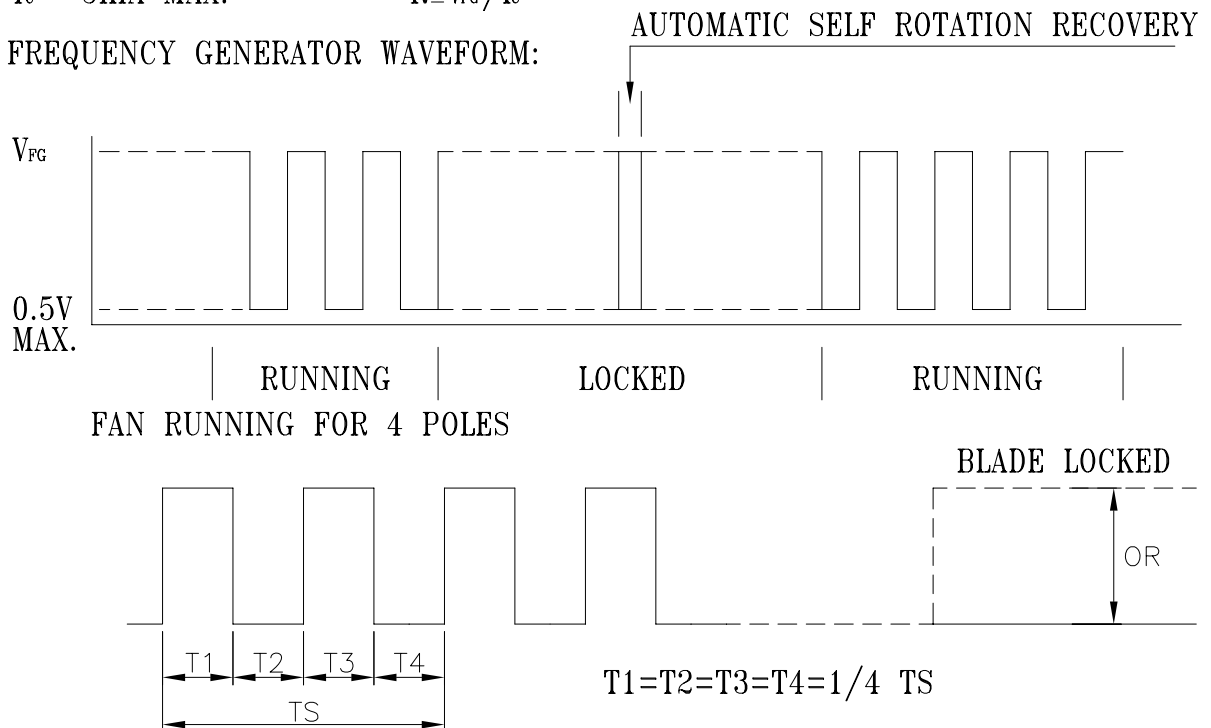 AUTOMATIC SELF ROTATION RECOVERY
FREQUENCY GENERATOR WAVEFORM:
VFG
0.5V
MAX.
RUNNING
LOCKED
RUNNING
FAN RUNNING FOR 4 POLES
BLADE LOCKED
OR
T1
T2
T3
T4
T1=T2=T3=T4=1/4 TS
TS